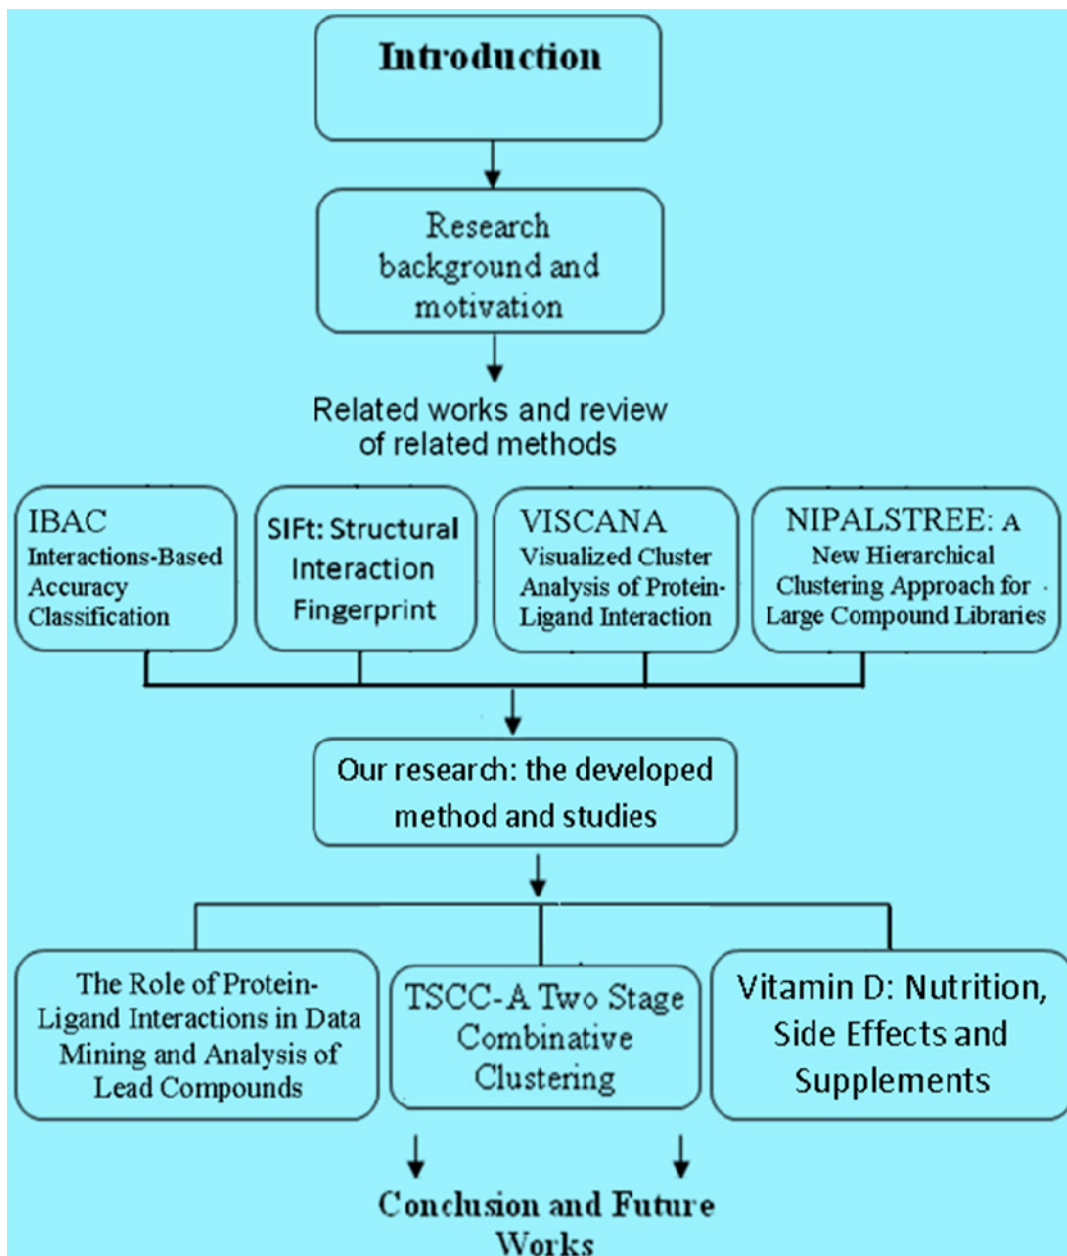 Introduction
Research
background and
motivation
Related works and review
of related methods
IBAC
Interactions-Based
Accuracy
Classification
SIFt: Structural
Interaction
Fingerprint
VISCANA
Visualized Cluster
Analysis of Protein-
Ligand Interaction
NIPALSTREE: A
New Hierarchical
Clustering Approach for
Large Compound Libraries
Our research: the developed
method and studies
The Role of Protein-
Ligand Interactions in Data
Mining and Analysis of
Lead Compounds
TSCC-A Two Stage
Combinative
Clustering
Vitamin D: Nutrition,
Side Effects and
Supplements
Conclusion and Future
Works